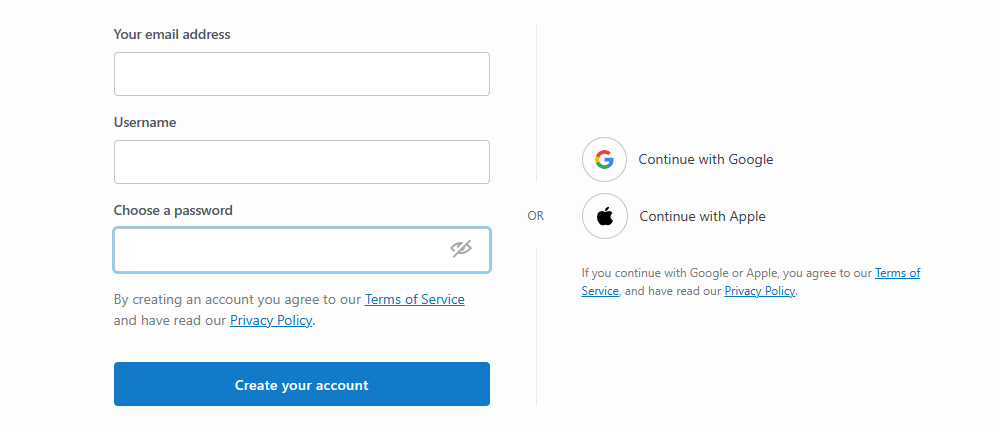 Your email address
Username
Choose a password
By creating an account you agree to our Terms of Service
and have read our Privacy Policy.
Create your account
OR
Continue with Google
Continue with Apple
If you continue with Google or Apple, you agree to our Terms of
Service, and have read our Privacy Policy.